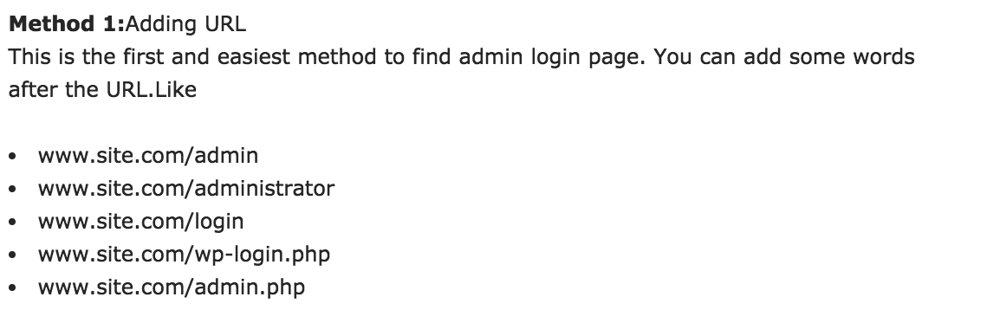 Method 1:Adding URL
This is the first and easiest method to find admin login page. You can add some words
after the URL.Like
• www.site.com/admin
• www.site.com/administrator
• www.site.com/login
• www.site.com/wp-login.php
• www.site.com/admin.php